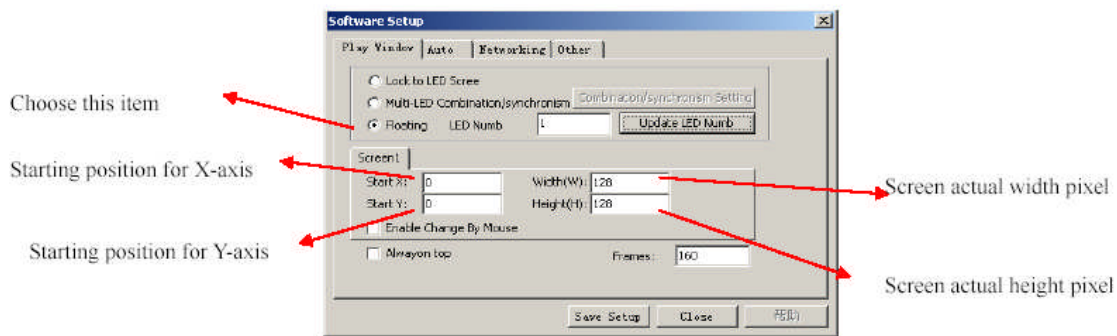 Software Setup
Play Window Auto Networking Other
Lock to LED Scree
Multi-LED Combination/synchronism Combination/synchronism Setting
Choose this item
Floating LED Numb 1 Update LED Numb
Screen1
Starting position for X-axis
Start X: 0 Width(W): 128
Screen actual width pixel
Start Y: 0 Height(H): 128
Enable Change By Mouse
Starting position for Y-axis
Alwayon top Frames: 160
Screen actual height pixel
Save Setup Close 帮助